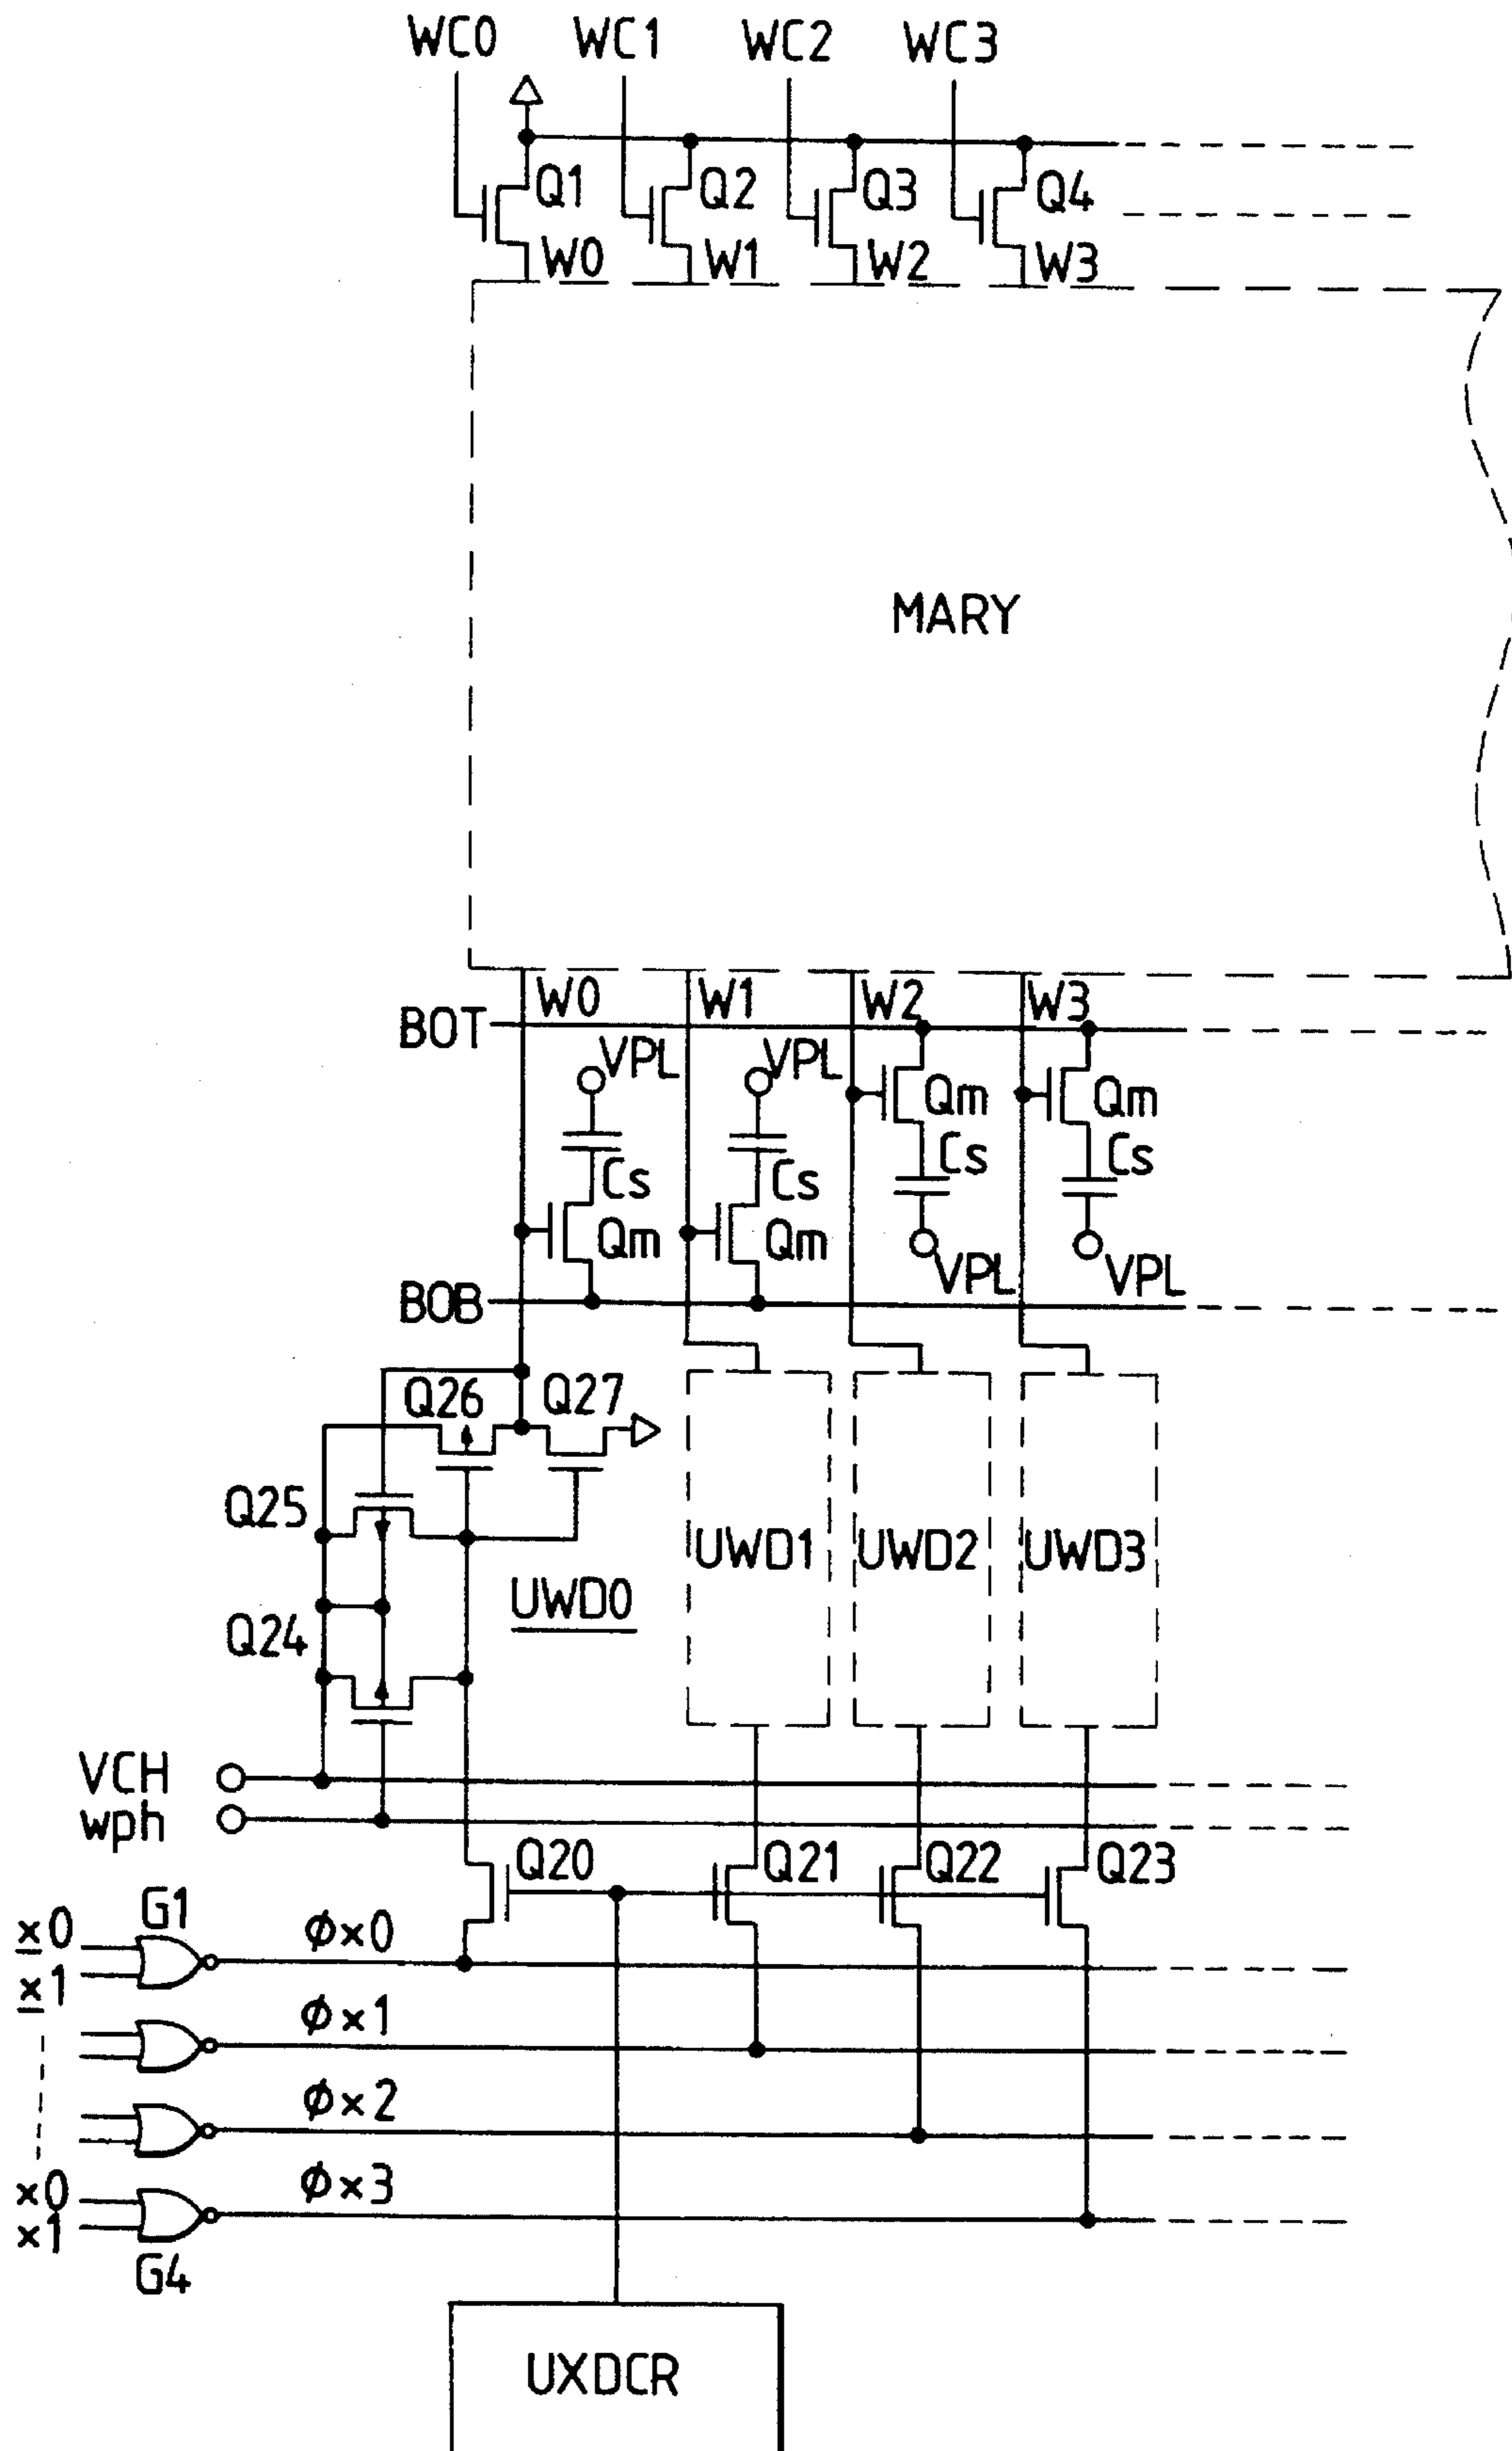 WC0 WC1 WC2 WC3
Q1 Q2 Q3 Q4
W0 W1 W2 W3
MARY
W0 W1 W2 W3
BOT
VPL VPL
Qm Qm
Cs Cs
Cs Cs
Qm Qm
VPL VPL
BOB
Q26 Q27
Q25
UWD1 UWD2 UWD3
UWD0
Q24
VCH
wph
Q20 Q21 Q22 Q23
G1
x0
ϕx0
x1
ϕx1
ϕx2
x0
ϕx3
x1
G4
UXDCR